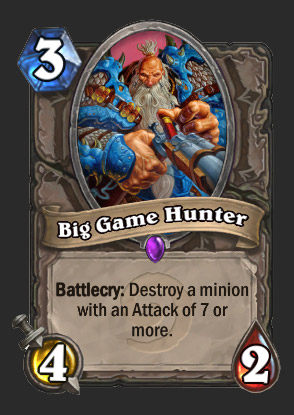 3
Big Game Hunter
Battlecry: Destroy a minion
with an Attack of 7 or
more.
4
2